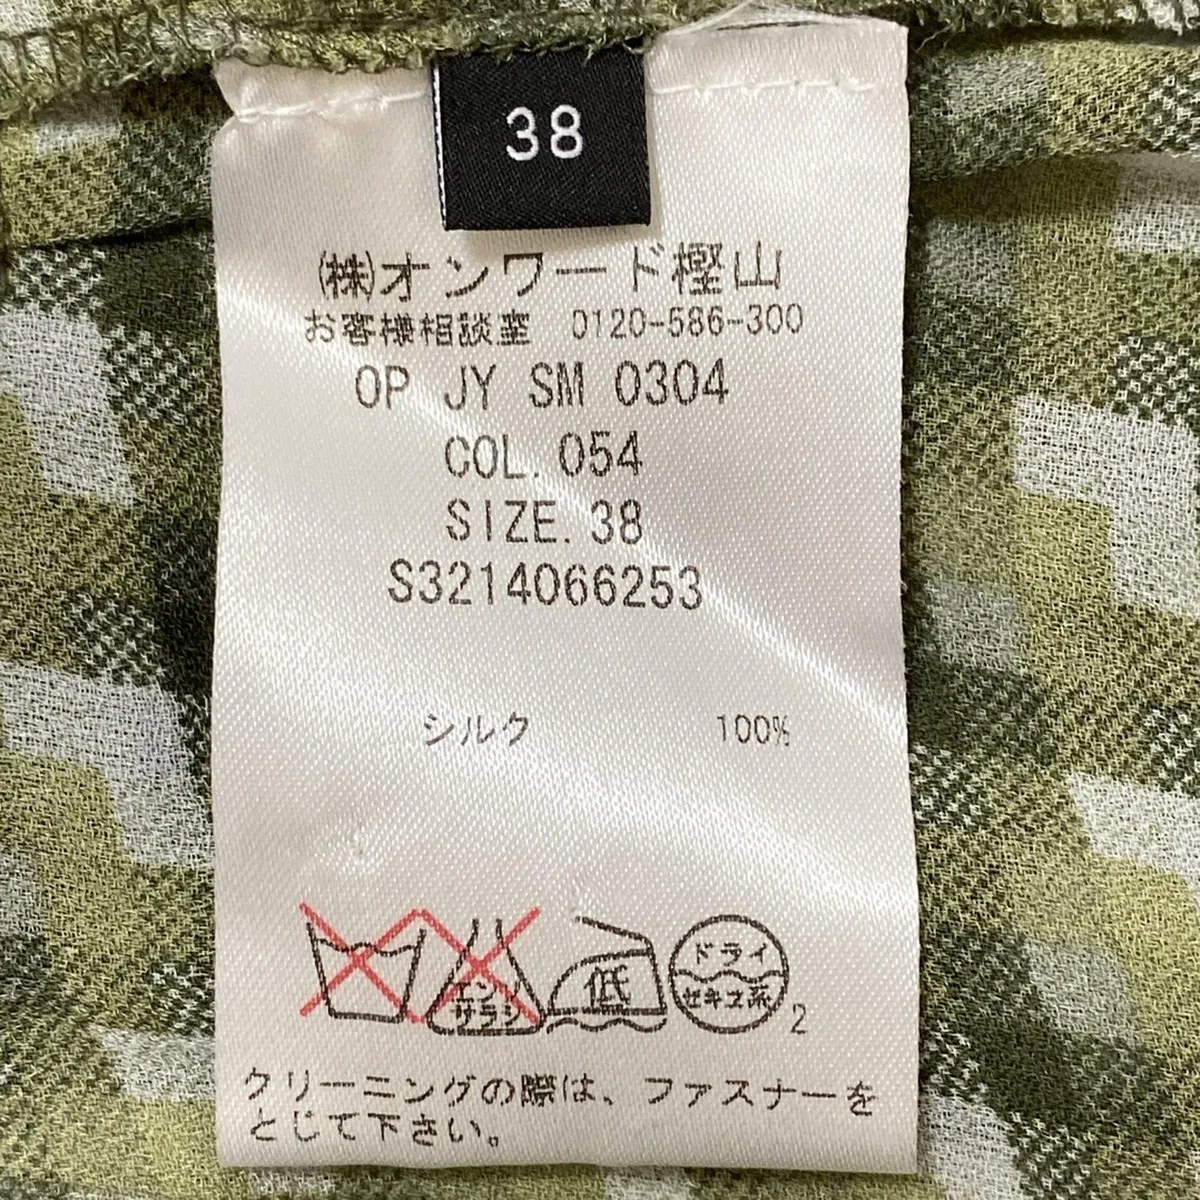 38
(株)オンワード樫山
お客様相談室 0120-586-300
OP JY SM 0304
COL. 054
SIZE. 38
S3214066253
シルク 100%
エンソ
サラシ
低
ドライ
セキユ系
2
クリーニングの際は、ファスナーを
とじて下さい。